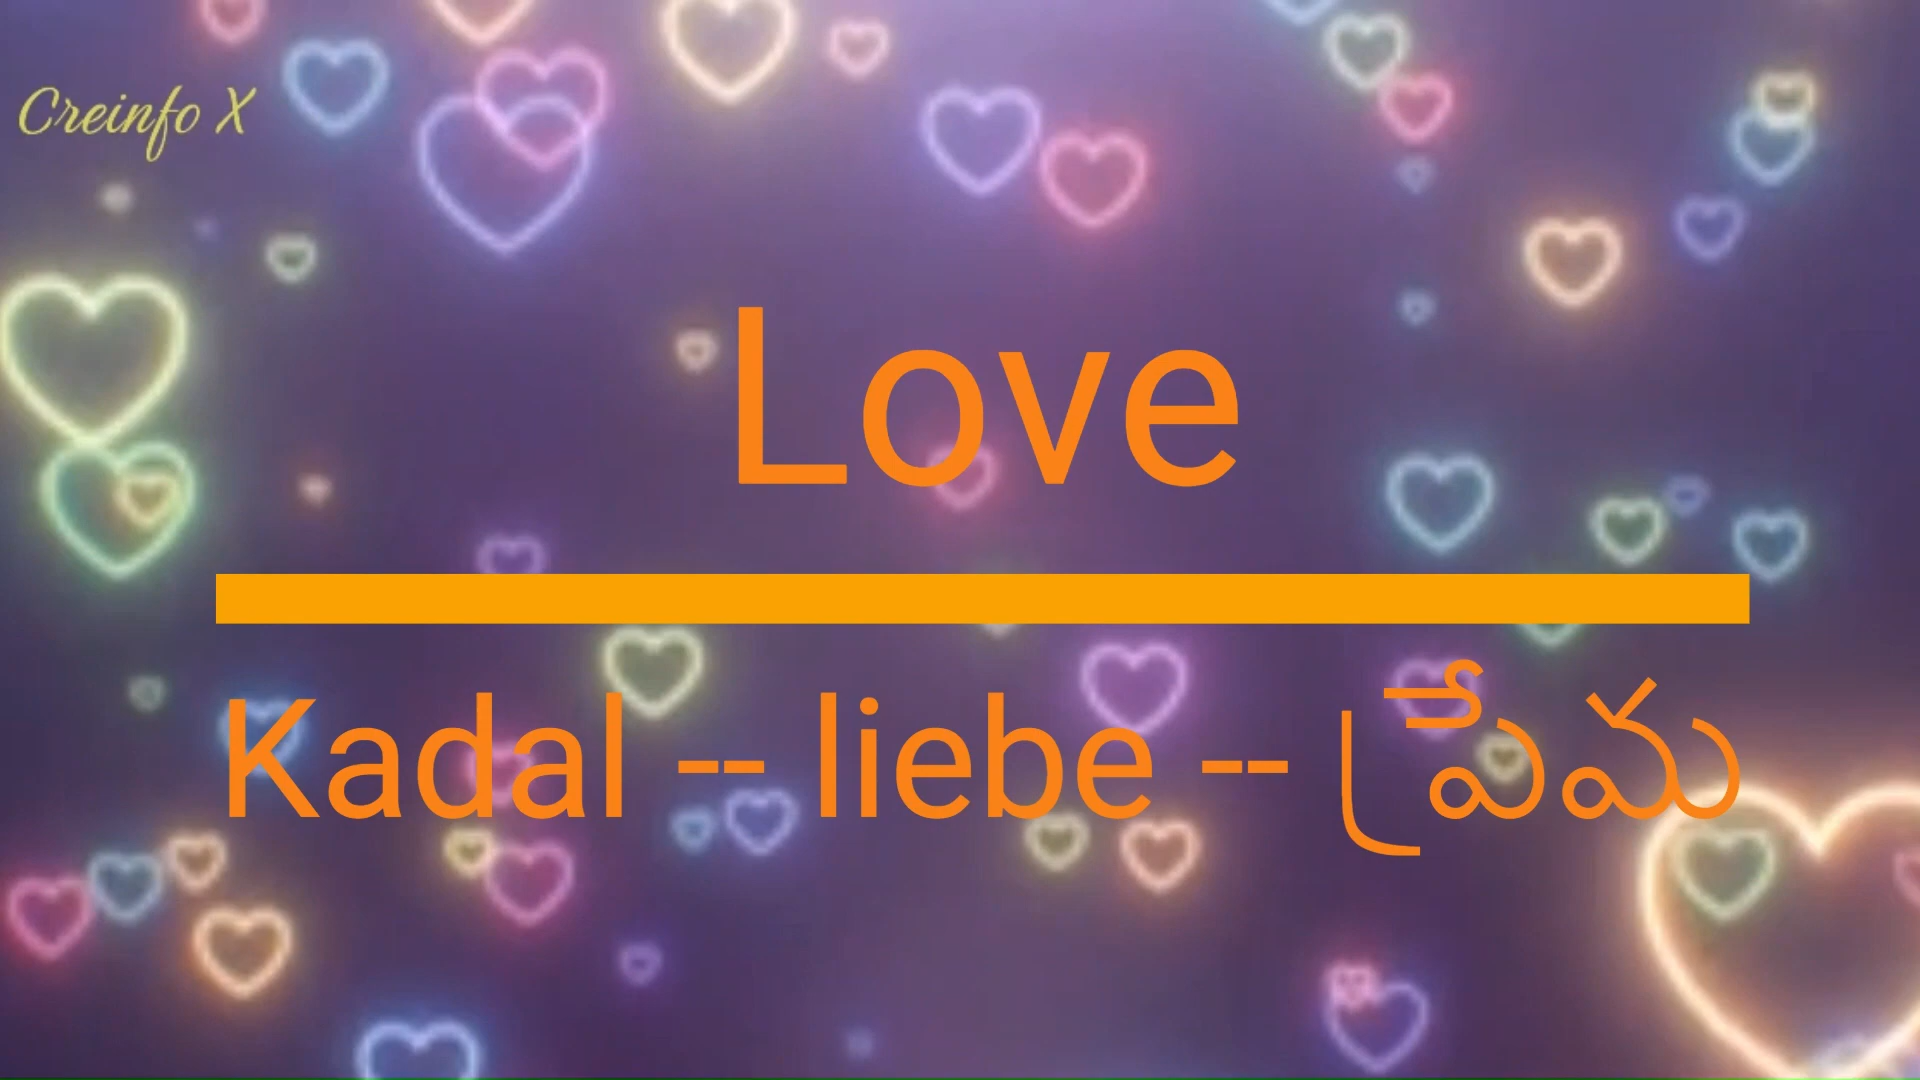 Creinfo X
Love
Kadal -- liebe -- ప్రేమ